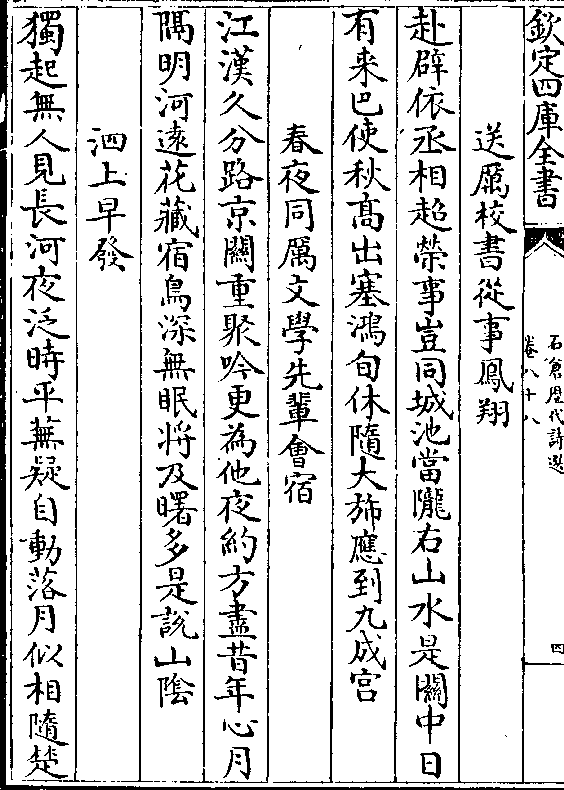 欽定四庫全書
石倉歷代詩選
卷八十八
四
送厲校書從事鳳翔
赴辟依丞相超榮事豈同城池當隴右山水是關中日
有来巴使秋髙出塞鴻旬休隨大斾應到九成宫
春夜同厲文學先輩會宿
江漢久分路京關重聚吟更為他夜約方盡昔年心月
隔明河遠花藏宿鳥深無眠將及曙多是說山隂
泗上早發
獨起無人見長河夜泛時平蕪疑自動落月似相隨楚